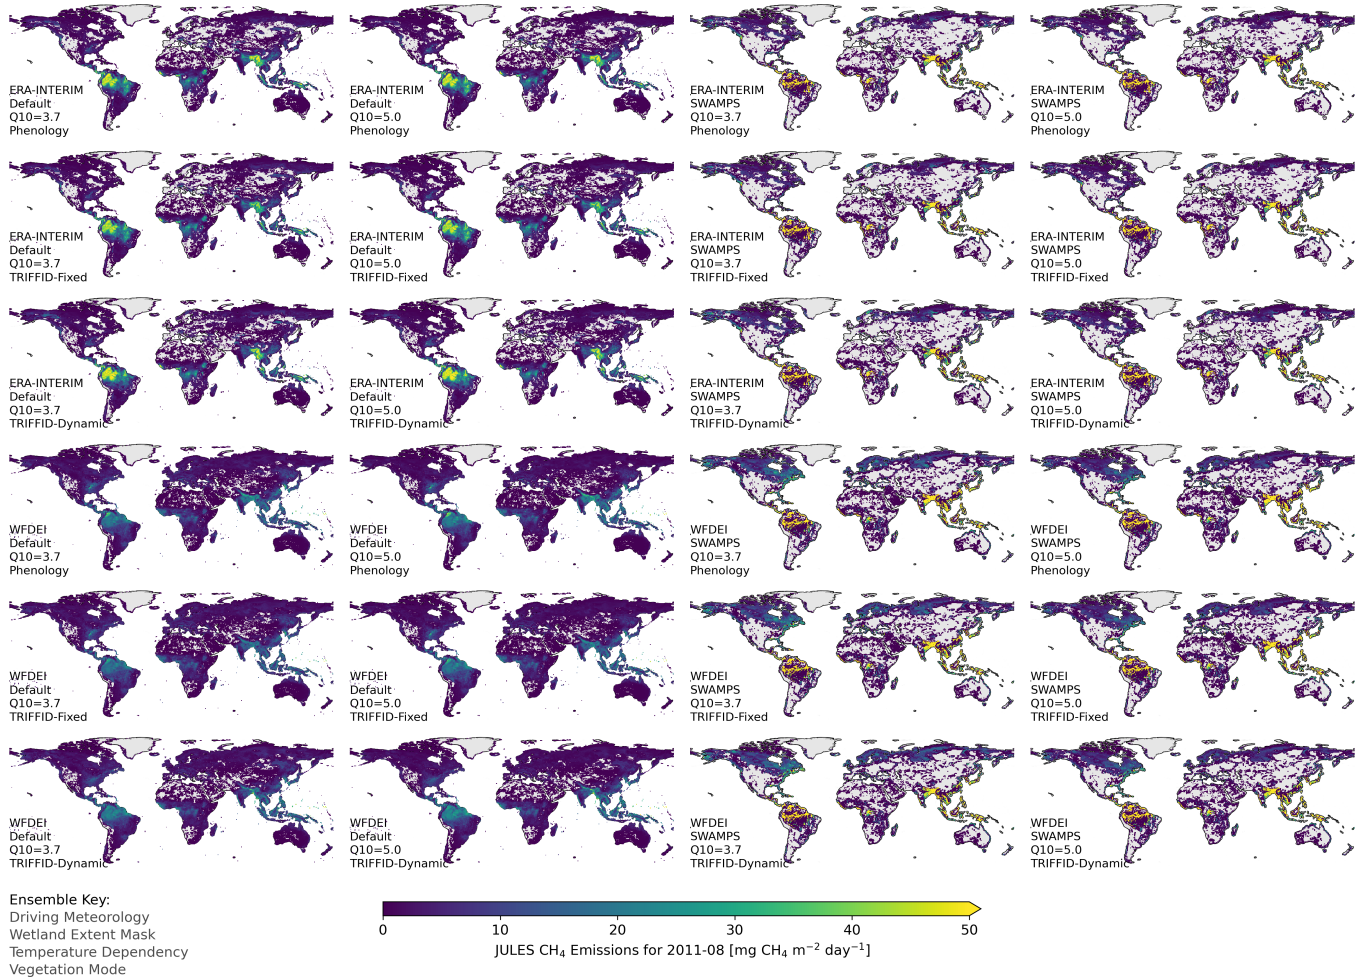 ERA-INTERIM
Default
Q10=3.7
Phenology
ERA-INTERIM
Default
Q10=5.0
Phenology
ERA-INTERIM
SWAMPS
Q10=3.7
Phenology
ERA-INTERIM
SWAMPS
Q10=5.0
Phenology
ERA-INTERIM
Default
Q10=3.7
TRIFFID-Fixed
ERA-INTERIM
Default
Q10=5.0
TRIFFID-Fixed
ERA-INTERIM
SWAMPS
Q10=3.7
TRIFFID-Fixed
ERA-INTERIM
SWAMPS
Q10=5.0
TRIFFID-Fixed
ERA-INTERIM
Default
Q10=3.7
TRIFFID-Dynamic
ERA-INTERIM
Default
Q10=5.0
TRIFFID-Dynamic
ERA-INTERIM
SWAMPS
Q10=3.7
TRIFFID-Dynamic
ERA-INTERIM
SWAMPS
Q10=5.0
TRIFFID-Dynamic
WFDEI
Default
Q10=3.7
Phenology
WFDEI
Default
Q10=5.0
Phenology
WFDEI
SWAMPS
Q10=3.7
Phenology
WFDEI
SWAMPS
Q10=5.0
Phenology
WFDEI
Default
Q10=3.7
TRIFFID-Fixed
WFDEI
Default
Q10=5.0
TRIFFID-Fixed
WFDEI
SWAMPS
Q10=3.7
TRIFFID-Fixed
WFDEI
SWAMPS
Q10=5.0
TRIFFID-Fixed
WFDEI
Default
Q10=3.7
TRIFFID-Dynamic
WFDEI
Default
Q10=5.0
TRIFFID-Dynamic
WFDEI
SWAMPS
Q10=3.7
TRIFFID-Dynamic
WFDEI
SWAMPS
Q10=5.0
TRIFFID-Dynamic
Ensemble Key:
Driving Meteorology
Wetland Extent Mask
Temperature Dependency
Vegetation Mode
0 10 20 30 40 50
JULES CH₄ Emissions for 2011-08 [mg CH₄ m⁻² day⁻¹]